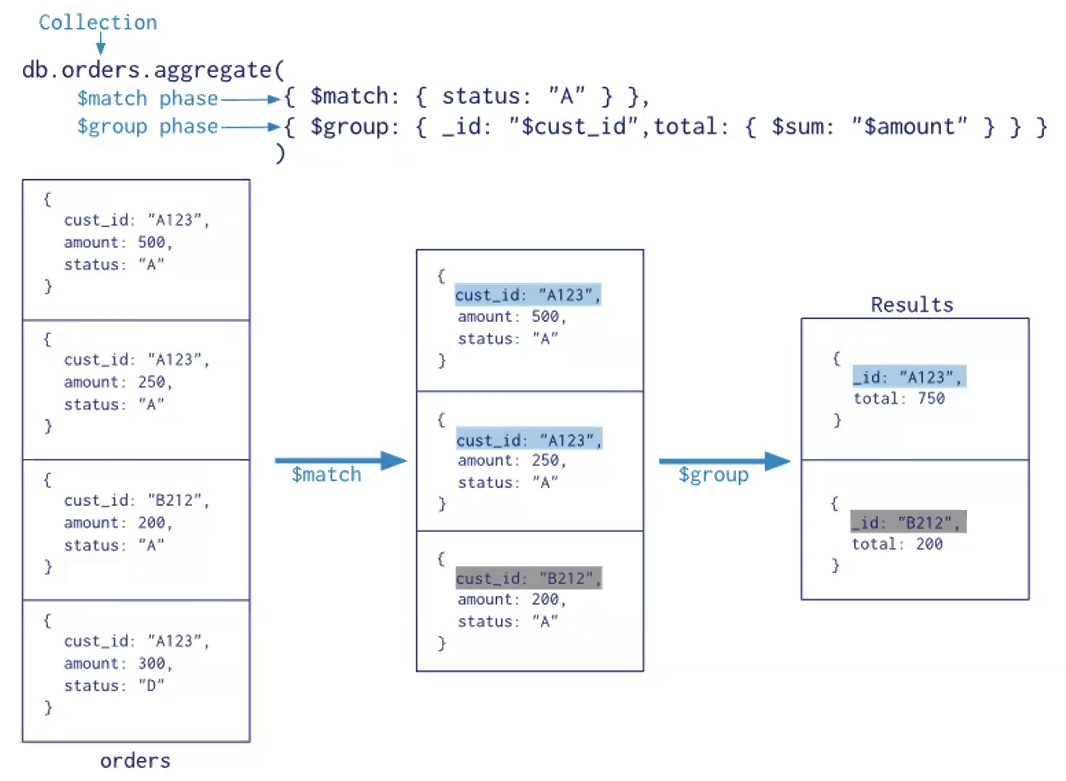 Collection
db.orders.aggregate(
$match phase { $match: { status: "A" } },
$group phase { $group: { _id: "$cust_id",total: { $sum: "$amount" } } }
)
{
cust_id: "A123",
amount: 500,
status: "A"
}
{
cust_id: "A123",
amount: 250,
status: "A"
}
{
cust_id: "B212",
amount: 200,
status: "A"
}
{
cust_id: "A123",
amount: 300,
status: "D"
}
orders
$match
{
cust_id: "A123",
amount: 500,
status: "A"
}
{
cust_id: "A123",
amount: 250,
status: "A"
}
{
cust_id: "B212",
amount: 200,
status: "A"
}
$group
Results
{
_id: "A123",
total: 750
}
{
_id: "B212",
total: 200
}